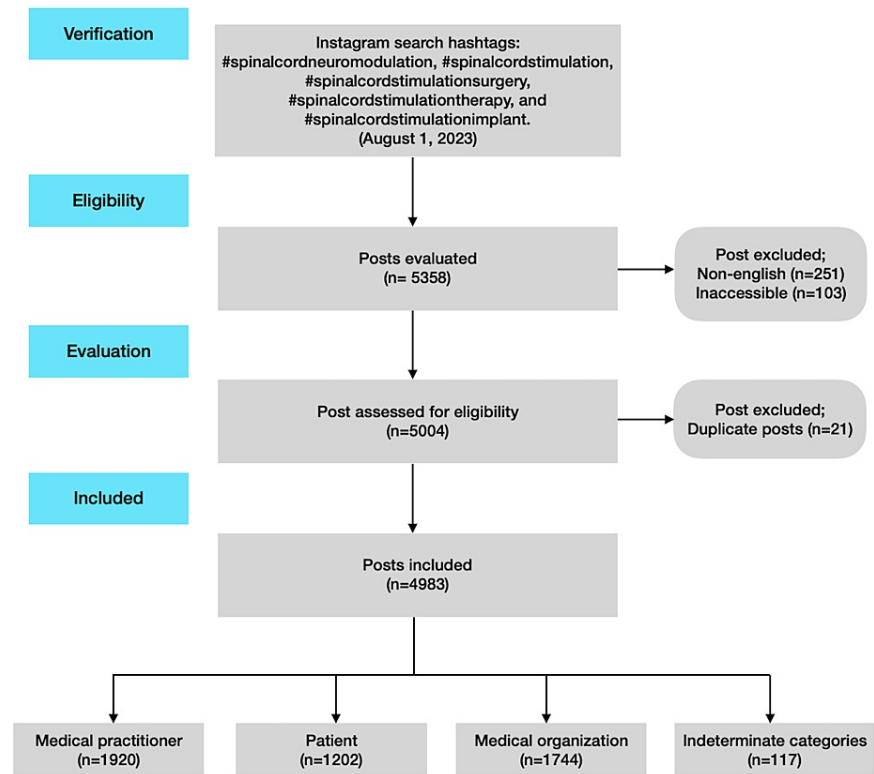 Verification
Instagram search hashtags:
#spinalcordneuromodulation, #spinalcordstimulation,
#spinalcordstimulationsurgery,
#spinalcordstimulationtherapy, and
#spinalcordstimulationimplant.
(August 1, 2023)
Eligibility
Posts evaluated
(n= 5358)
Post excluded;
Non-english (n=251)
Inaccessible (n=103)
Evaluation
Post assessed for eligibility
(n=5004)
Post excluded;
Duplicate posts (n=21)
Included
Posts included
(n=4983)
Medical practitioner
(n=1920)
Patient
(n=1202)
Medical organization
(n=1744)
Indeterminate categories
(n=117)